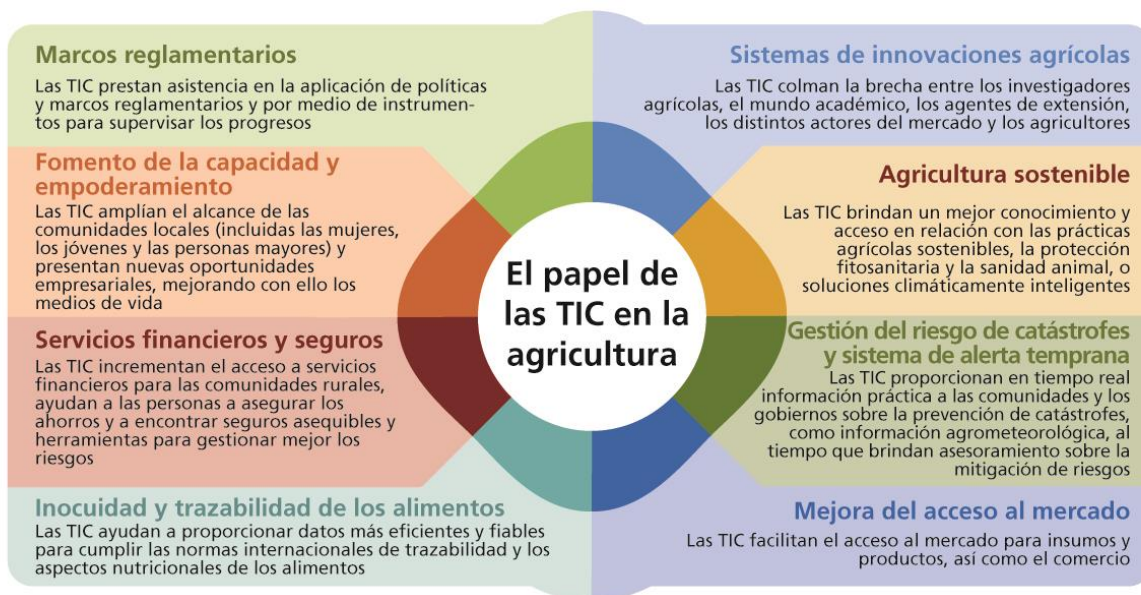 Marcos reglamentarios
Las TIC prestan asistencia en la aplicación de políticas
y marcos reglamentarios y por medio de instrumen-
tos para supervisar los progresos
Fomento de la capacidad y
empoderamiento
Las TIC amplían el alcance de las
comunidades locales (incluidas las mujeres,
los jóvenes y las personas mayores) y
presentan nuevas oportunidades
empresariales, mejorando con ello los
medios de vida
Servicios financieros y seguros
Las TIC incrementan el acceso a servicios
financieros para las comunidades rurales,
ayudan a las personas a asegurar los
ahorros y a encontrar seguros asequibles y
herramientas para gestionar mejor los
riesgos
Inocuidad y trazabilidad de los alimentos
Las TIC ayudan a proporcionar datos más eficientes y fiables
para cumplir las normas internacionales de trazabilidad y los
aspectos nutricionales de los alimentos
El papel de
las TIC en la
agricultura
Sistemas de innovaciones agrícolas
Las TIC colman la brecha entre los investigadores
agrícolas, el mundo académico, los agentes de extensión,
los distintos actores del mercado y los agricultores
Agricultura sostenible
Las TIC brindan un mejor conocimiento y
acceso en relación con las prácticas
agrícolas sostenibles, la protección
fitosanitaria y la sanidad animal, o
soluciones climáticamente inteligentes
Gestión del riesgo de catástrofes
y sistema de alerta temprana
Las TIC proporcionan en tiempo real
información práctica a las comunidades y los
gobiernos sobre la prevención de catástrofes,
como información agrometeorológica, al
tiempo que brindan asesoramiento sobre la
mitigación de riesgos
Mejora del acceso al mercado
Las TIC facilitan el acceso al mercado para insumos y
productos, así como el comercio